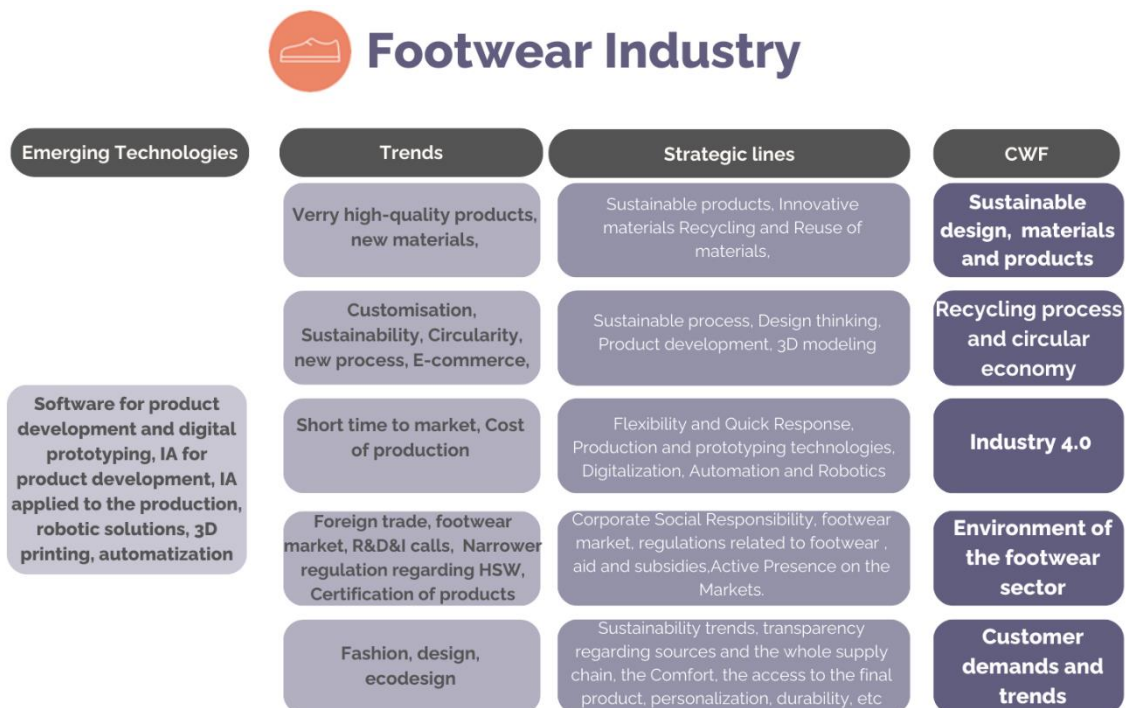 Footwear Industry
Emerging Technologies
Trends
Strategic lines
CWF
Verry high-quality products,
new materials,
Sustainable products, Innovative
materials Recycling and Reuse of
materials,
Sustainable
design, materials
and products
Customisation,
Sustainability, Circularity,
new process, E-commerce,
Sustainable process, Design thinking,
Product development, 3D modeling
Recycling process
and circular
economy
Software for product
development and digital
prototyping, IA for
product development, IA
applied to the production,
robotic solutions, 3D
printing, automatization
Short time to market, Cost
of production
Flexibility and Quick Response,
Production and prototyping technologies,
Digitalization, Automation and Robotics
Industry 4.0
Foreign trade, footwear
market, R&D&I calls, Narrower
regulation regarding HSW,
Certification of products
Corporate Social Responsibility, footwear
market, regulations related to footwear ,
aid and subsidies,Active Presence on the
Markets.
Environment of
the footwear
sector
Fashion, design,
ecodesign
Sustainability trends, transparency
regarding sources and the whole supply
chain, the Comfort, the access to the final
product, personalization, durability, etc
Customer
demands and
trends